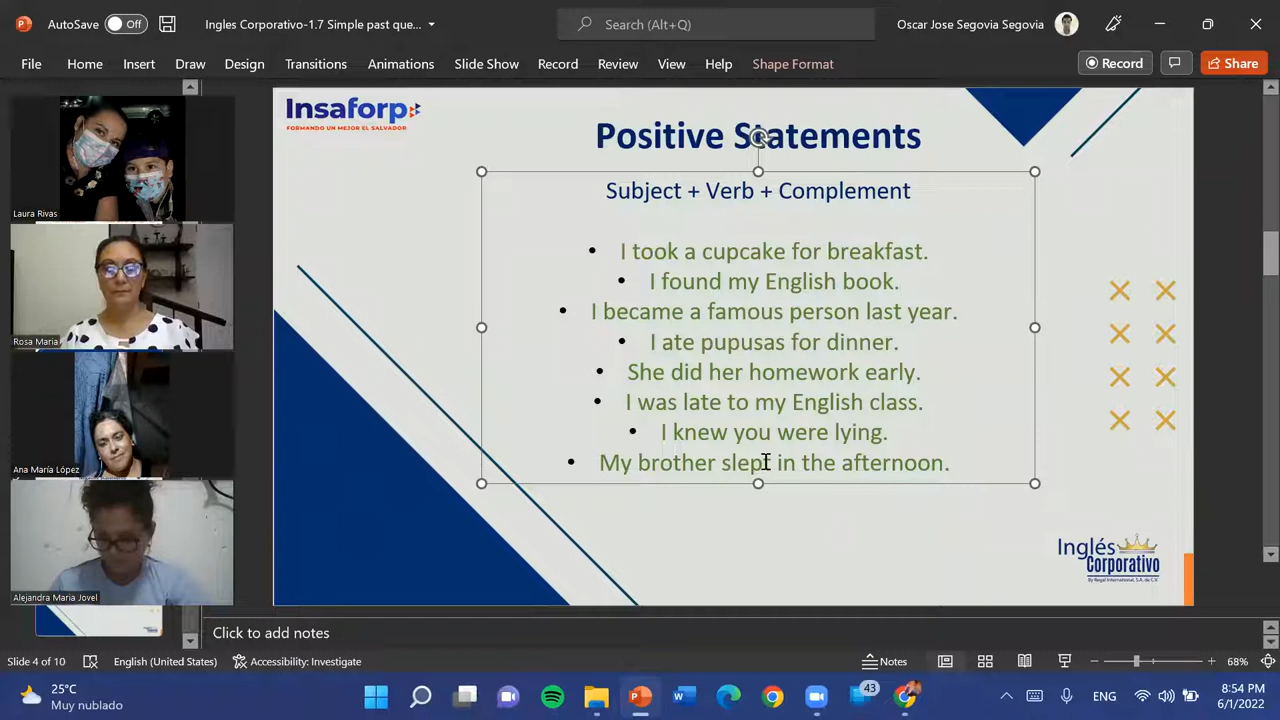 AutoSave Off Ingles Corporativo-1.7 Simple past que... Search (Alt+Q) Oscar Jose Segovia Segovia
File Home Insert Draw Design Transitions Animations Slide Show Record Review View Help Shape Format Record Share
Insaforp
FORMANDO UN MEJOR EL SALVADOR
Positive Statements
Subject + Verb + Complement
• I took a cupcake for breakfast.
• I found my English book.
• I became a famous person last year.
• I ate pupusas for dinner.
• She did her homework early.
• I was late to my English class.
• I knew you were lying.
• My brother slept in the afternoon.
Laura Rivas
Rosa Maria
Ana María López
Alejandra Maria Jovel
Inglés
Corporativo
By Regal International, S.A. de C.V
Click to add notes
Slide 4 of 10 English (United States) Accessibility: Investigate Notes 68%
25°C
Muy nublado
43
ENG
8:54 PM
6/1/2022